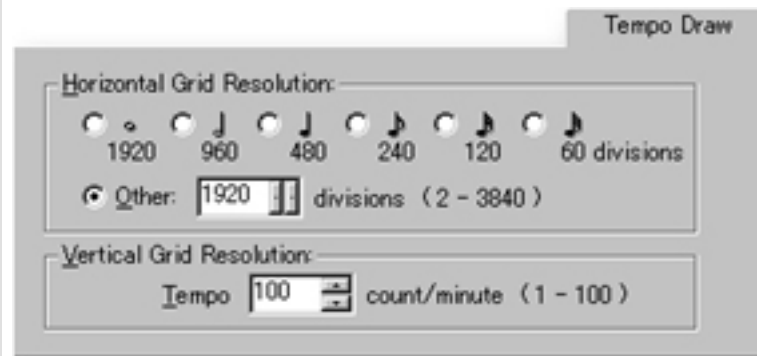 Tempo Draw
Horizontal Grid Resolution:
1920 960 480 240 120 60 divisions
Other: 1920 divisions ( 2 - 3840 )
Vertical Grid Resolution:
Tempo 100 count/minute ( 1 - 100 )